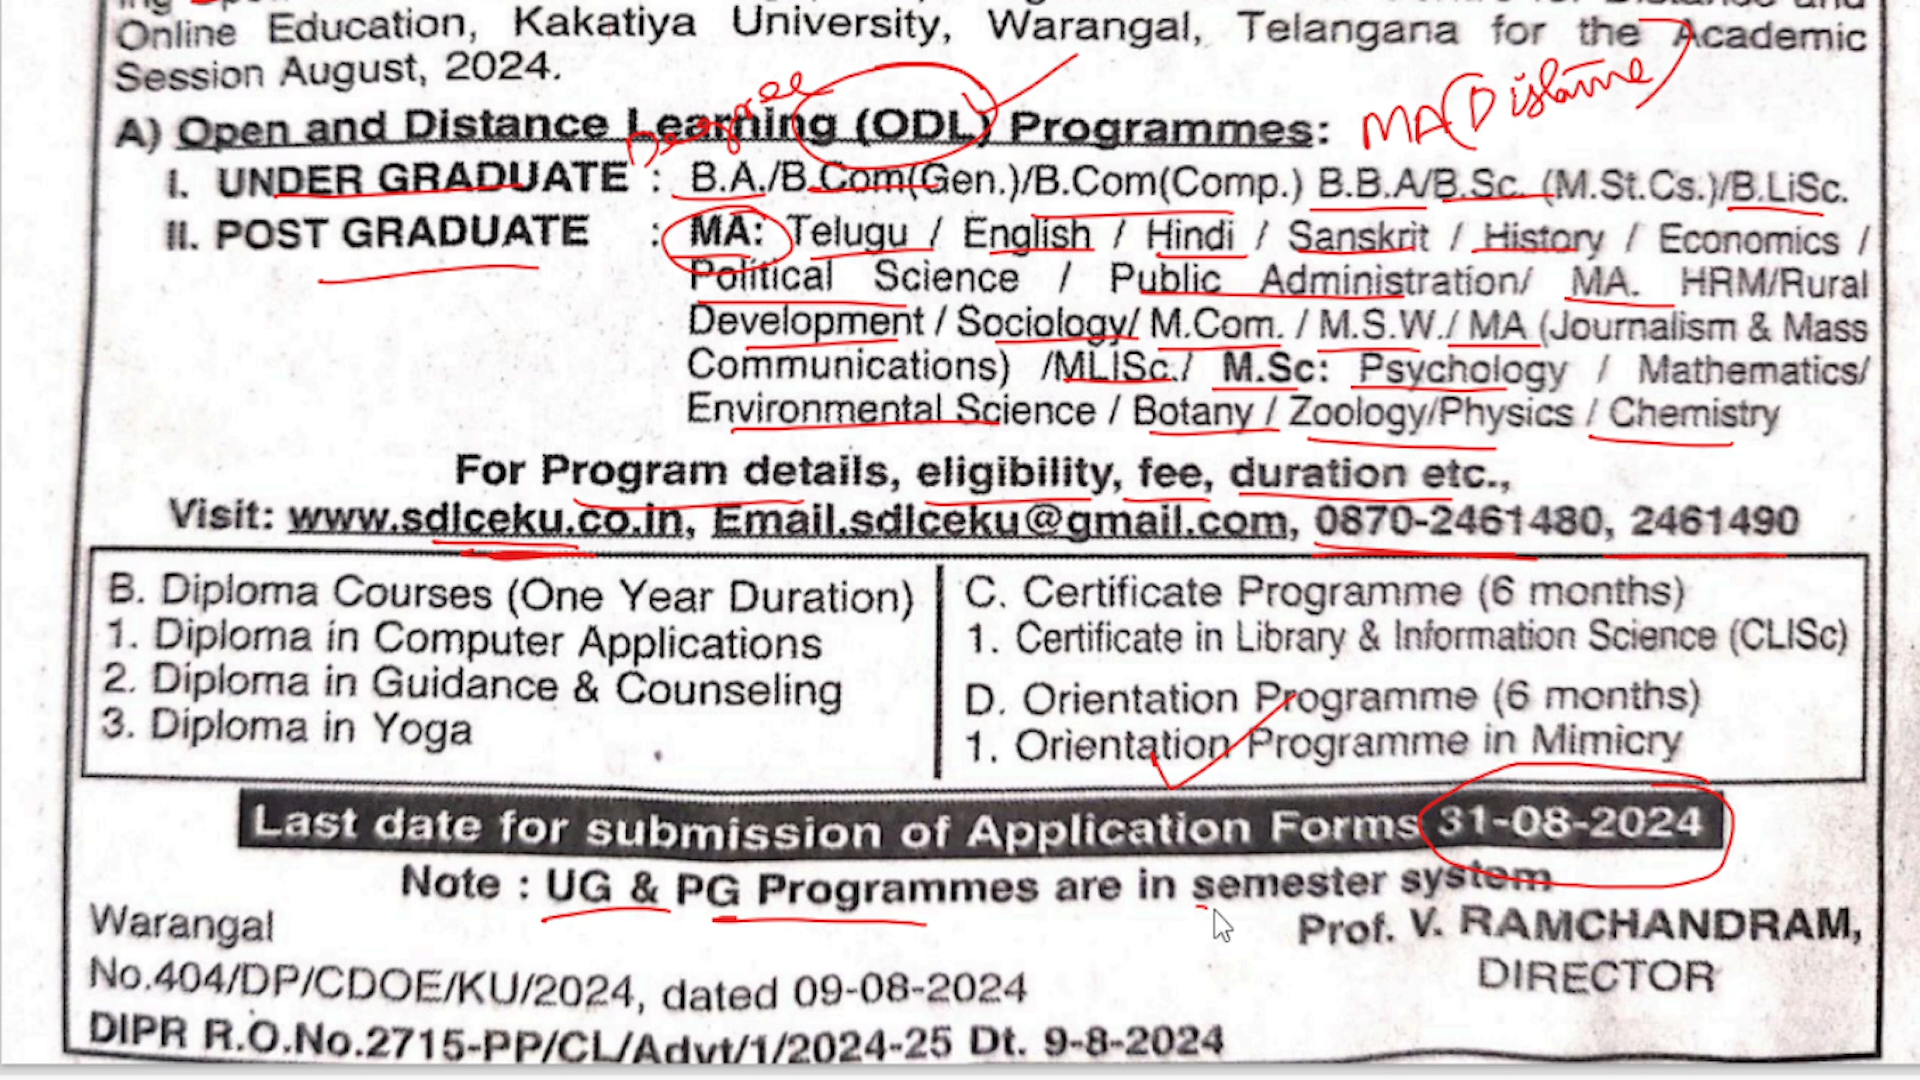 Online Education, Kakatiya University, Warangal, Telangana for the Academic
Session August, 2024.
Degree
MA(Distame)
A) Open and Distance Learning (ODL) Programmes:
I. UNDER GRADUATE : B.A./B.Com(Gen.)/B.Com(Comp.) B.B.A/B.Sc. (M.St.Cs.)/B.LiSc.
II. POST GRADUATE : MA: Telugu / English / Hindi / Sanskrit / History / Economics /
Political Science / Public Administration/ MA. HRM/Rural
Development / Sociology/ M.Com. / M.S.W./ MA (Journalism & Mass
Communications) /MLISc./ M.Sc: Psychology / Mathematics/
Environmental Science / Botany / Zoology/Physics / Chemistry
For Program details, eligibility, fee, duration etc.,
Visit: www.sdlceku.co.in, Email.sdlceku@gmail.com, 0870-2461480, 2461490
B. Diploma Courses (One Year Duration)
1. Diploma in Computer Applications
2. Diploma in Guidance & Counseling
3. Diploma in Yoga
C. Certificate Programme (6 months)
1. Certificate in Library & Information Science (CLISc)
D. Orientation Programme (6 months)
1. Orientation Programme in Mimicry
Last date for submission of Application Forms 31-08-2024
Note : UG & PG Programmes are in semester system
Warangal
Prof. V. RAMCHANDRAM,
No.404/DP/CDOE/KU/2024, dated 09-08-2024
DIRECTOR
DIPR R.O.No.2715-PP/CL/Advt/1/2024-25 Dt. 9-8-2024